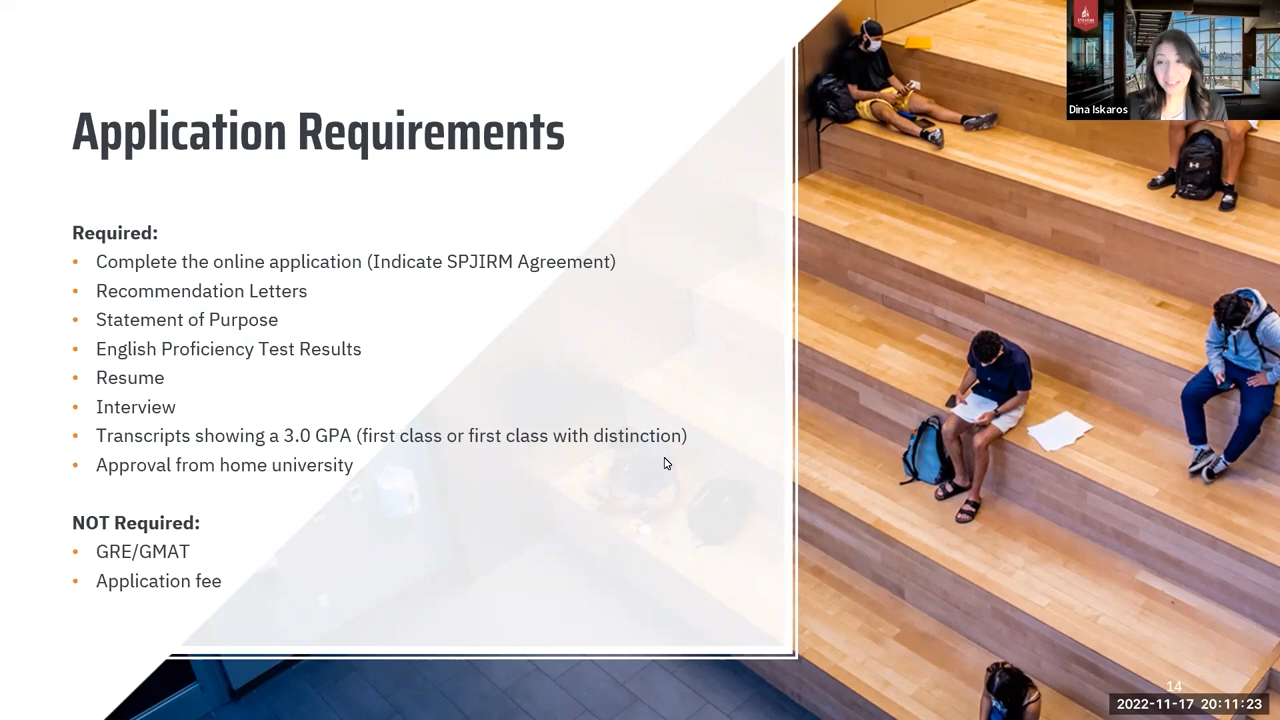 Dina Iskaros
Application Requirements
Required:
• Complete the online application (Indicate SPJIRM Agreement)
• Recommendation Letters
• Statement of Purpose
• English Proficiency Test Results
• Resume
• Interview
• Transcripts showing a 3.0 GPA (first class or first class with distinction)
• Approval from home university
NOT Required:
• GRE/GMAT
• Application fee
14
2022-11-17 20:11:23